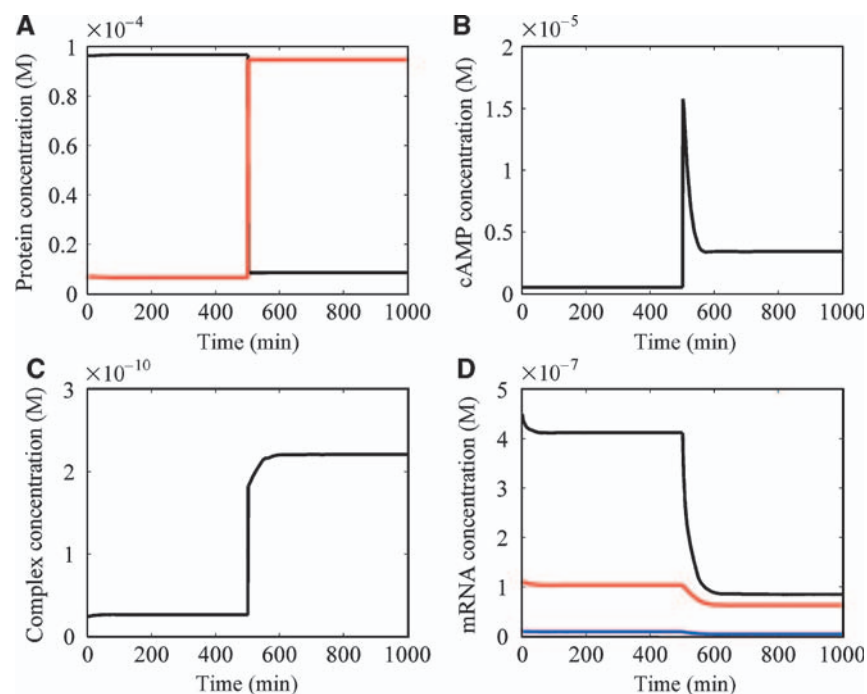 A
×10⁻⁴
Protein concentration (M)
1
0.8
0.6
0.4
0.2
0
0 200 400 600 800 1000
Time (min)
B
×10⁻⁵
cAMP concentration (M)
2
1.5
1
0.5
0
0 200 400 600 800 1000
Time (min)
C
×10⁻¹⁰
Complex concentration (M)
3
2
1
0
0 200 400 600 800 1000
Time (min)
D
×10⁻⁷
mRNA concentration (M)
5
4
3
2
1
0
0 200 400 600 800 1000
Time (min)